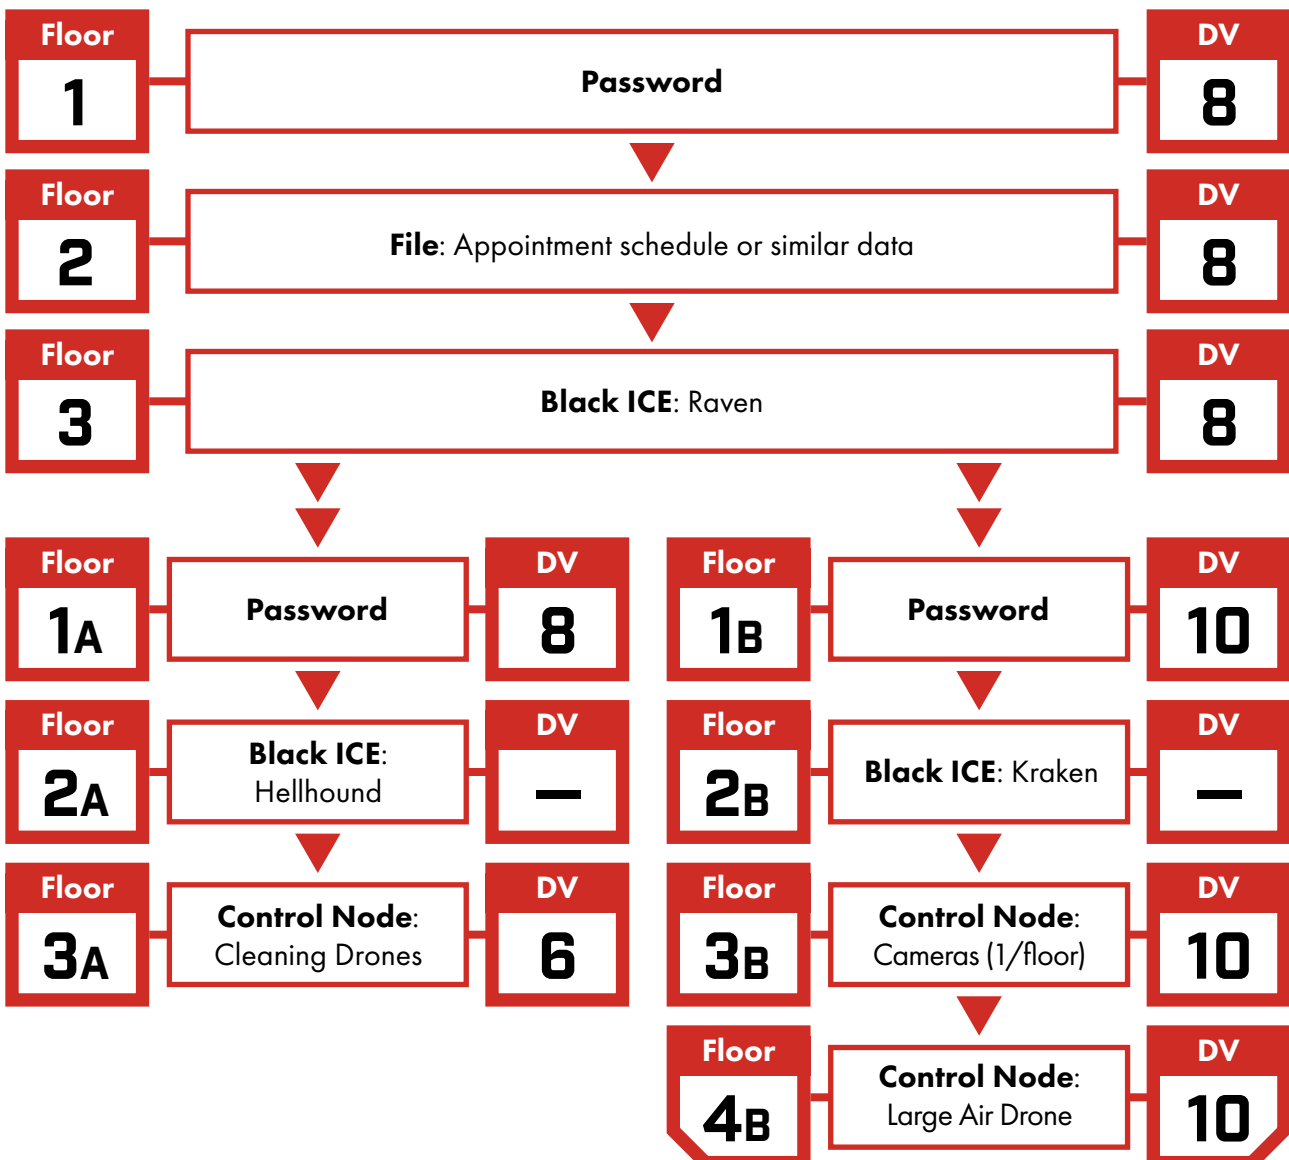 Floor
1
Password
DV
8
Floor
2
File: Appointment schedule or similar data
DV
8
Floor
3
Black ICE: Raven
DV
8
Floor
1A
Password
DV
8
Floor
1B
Password
DV
10
Floor
2A
Black ICE:
Hellhound
DV
–
Floor
2B
Black ICE: Kraken
DV
–
Floor
3A
Control Node:
Cleaning Drones
DV
6
Floor
3B
Control Node:
Cameras (1/floor)
DV
10
Floor
4B
Control Node:
Large Air Drone
DV
10